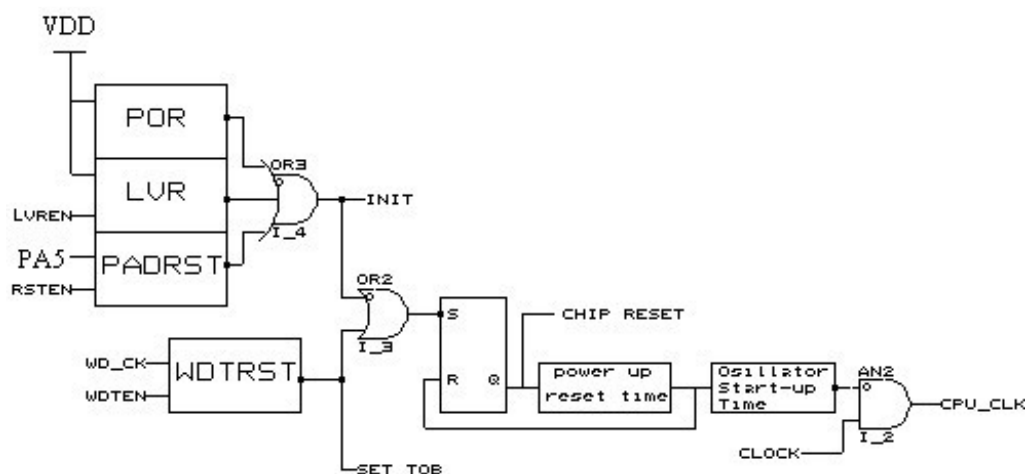 VDD
POR
LVR
LVREN
PA5
PADRST
RSTEN
OR3
I_4
INIT
OR2
I_3
WD_CK
WDTEN
WDTRST
SET TOB
S
R
Q
CHIP RESET
power up
reset time
Osillator
Start-up
Time
AN2
I_2
CLOCK
CPU_CLK